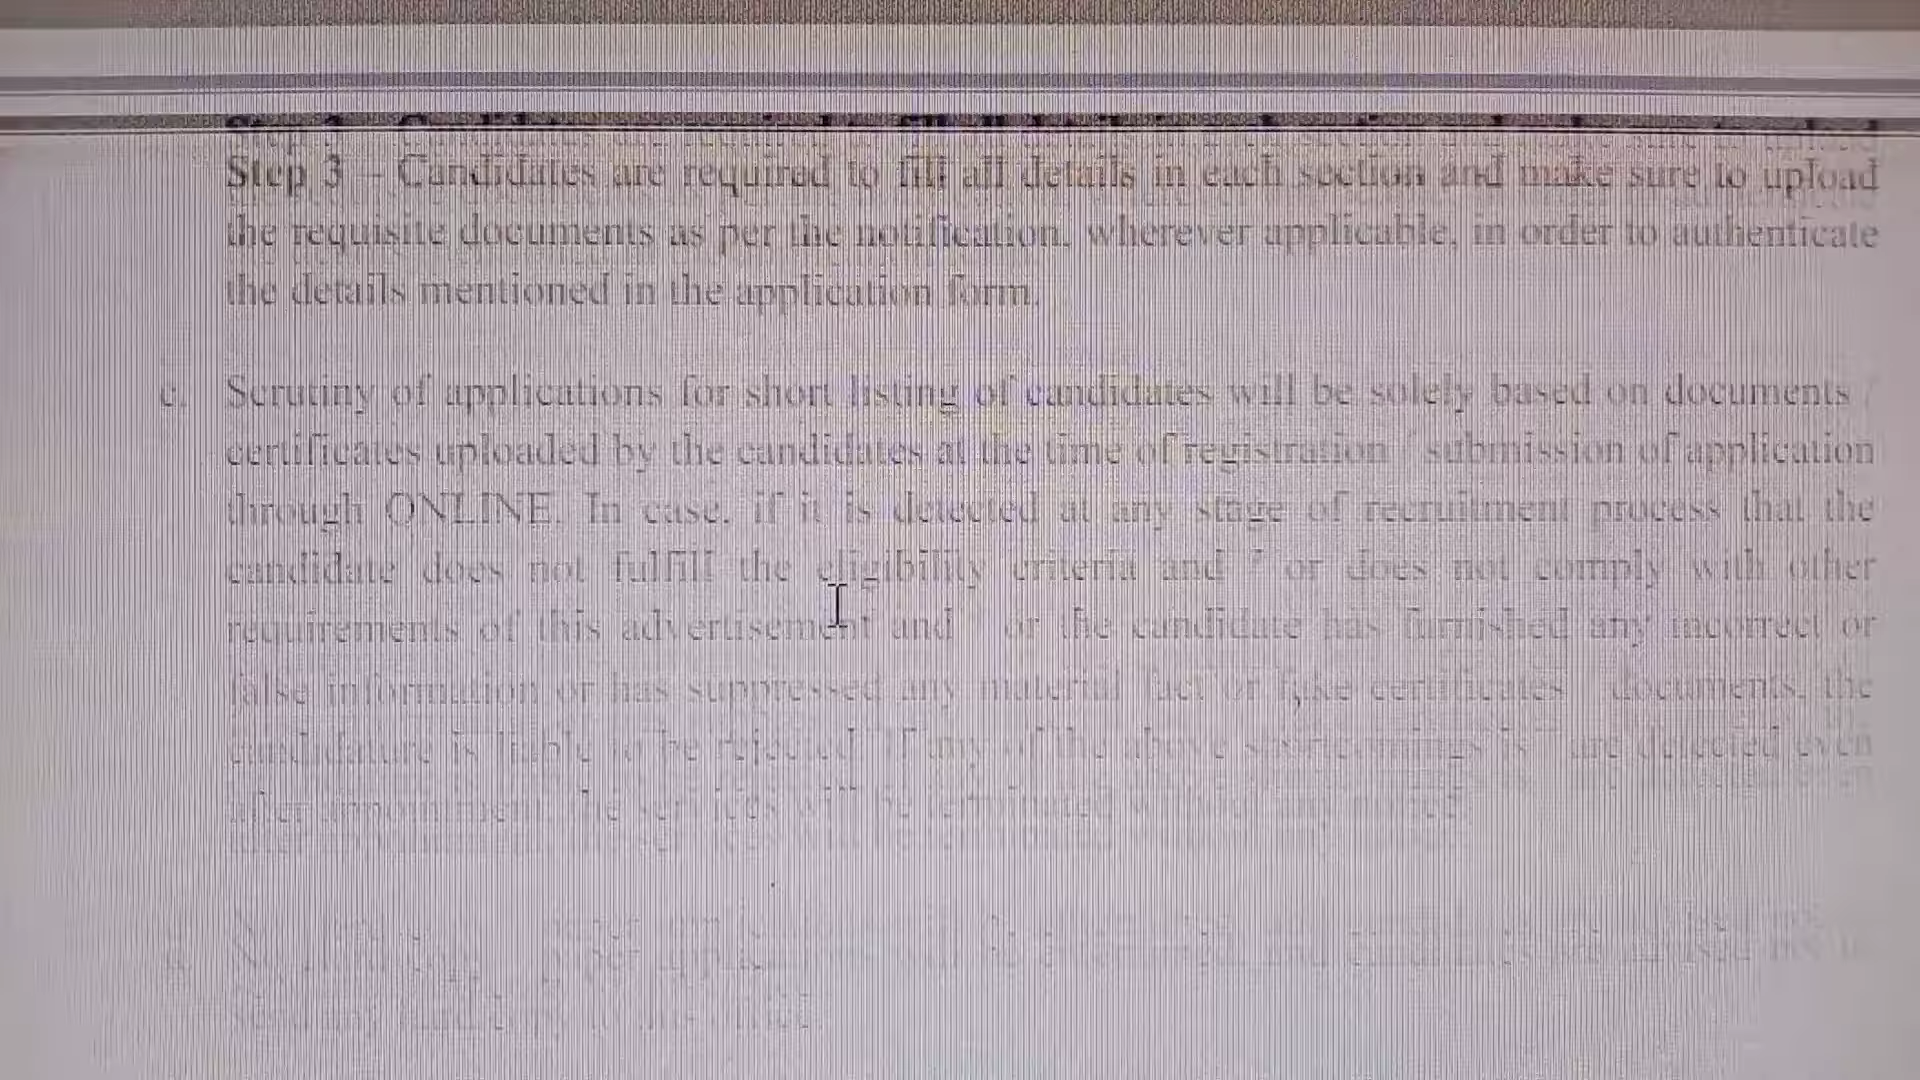 Step 3 – Candidates are required to fill all details in each section and make sure to upload
the requisite documents as per the notification, wherever applicable, in order to authenticate
the details mentioned in the application form.
c. Scrutiny of applications for short listing of candidates will be solely based on documents /
certificates uploaded by the candidates at the time of registration / submission of application
through ONLINE. In case, if it is detected at any stage of recruitment process that the
candidate does not fulfill the eligibility criteria and / or does not comply with other
requirements of this advertisement and / or the candidate has furnished any incorrect or
false information or has suppressed any material fact or fake certificates / documents, the
candidature is liable to be rejected. If any of the above shortcomings is / are detected even
after appointment, services will be terminated